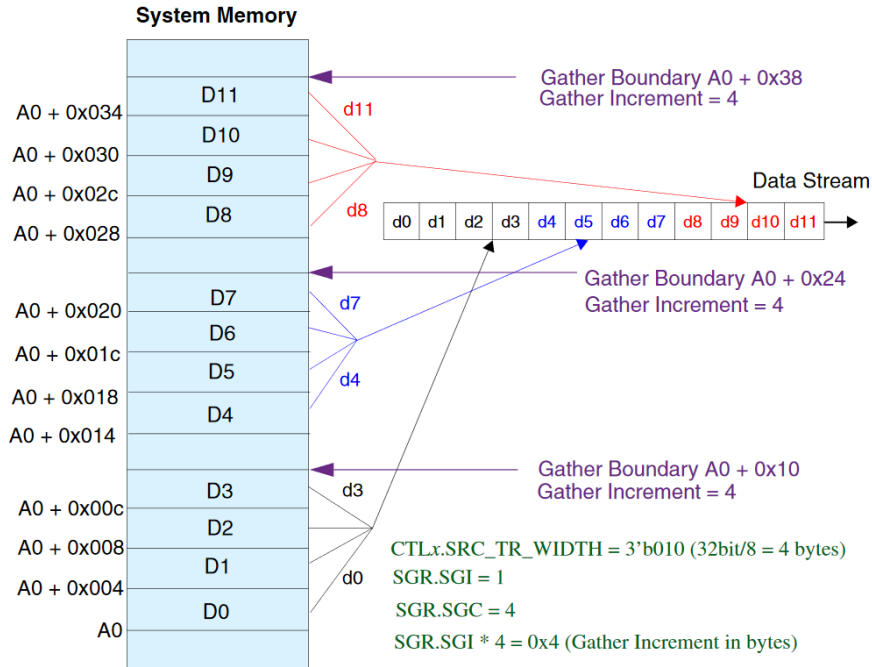 System Memory
Gather Boundary A0 + 0x38
Gather Increment = 4
D11
d11
A0 + 0x034
D10
A0 + 0x030
D9
A0 + 0x02c
D8
d8
A0 + 0x028
Data Stream
d0 d1 d2 d3 d4 d5 d6 d7 d8 d9 d10 d11
Gather Boundary A0 + 0x24
Gather Increment = 4
D7
d7
A0 + 0x020
D6
A0 + 0x01c
D5
d4
A0 + 0x018
D4
A0 + 0x014
Gather Boundary A0 + 0x10
Gather Increment = 4
D3
d3
A0 + 0x00c
D2
A0 + 0x008
D1
d0
A0 + 0x004
D0
A0
CTLx.SRC_TR_WIDTH = 3’b010 (32bit/8 = 4 bytes)
SGR.SGI = 1
SGR.SGC = 4
SGR.SGI * 4 = 0x4 (Gather Increment in bytes)